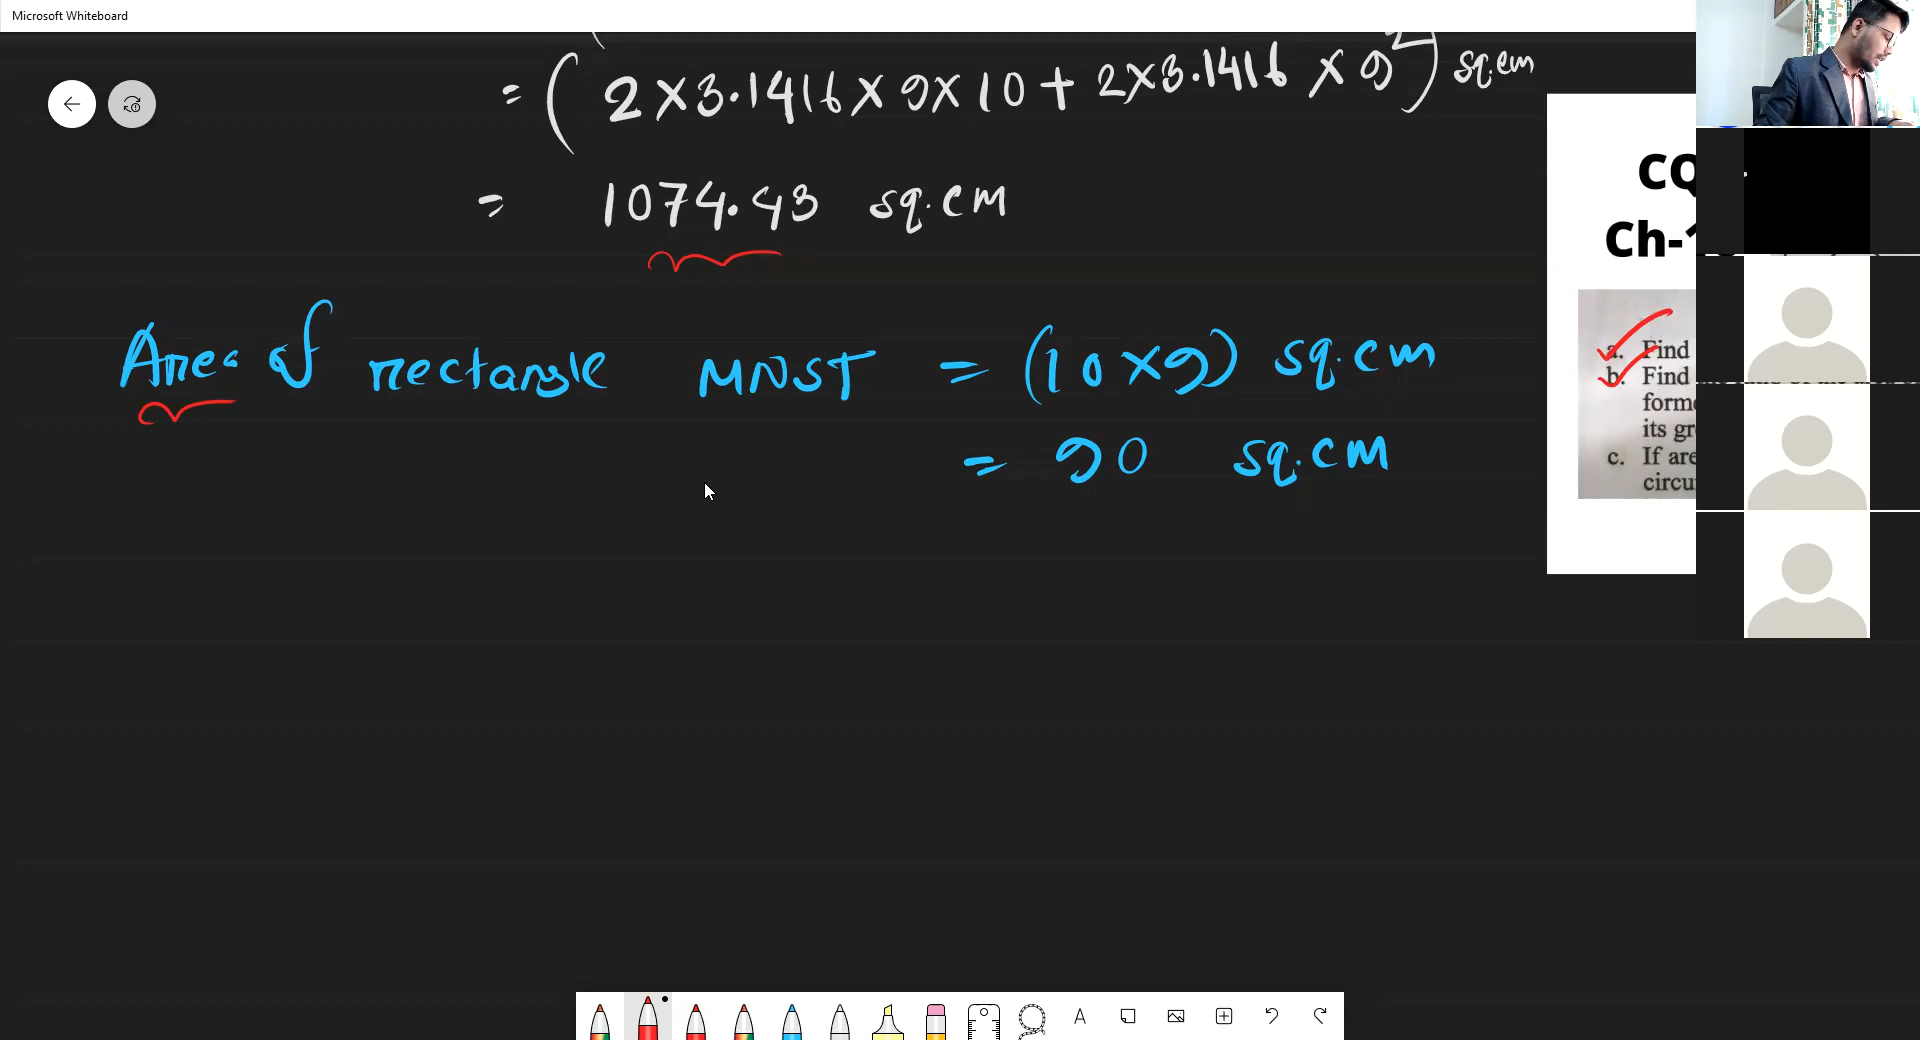 Microsoft Whiteboard
= ( 2 × 3.1416 × 9 × 10 + 2 × 3.1416 × 9² ) sq.cm
= 1074.43 sq.cm
Area of rectangle MNST = (10 × 9) sq.cm
= 90 sq.cm
CQ
Ch-1
a. Find
b. Find
form
its gr
c. If are
circu
A